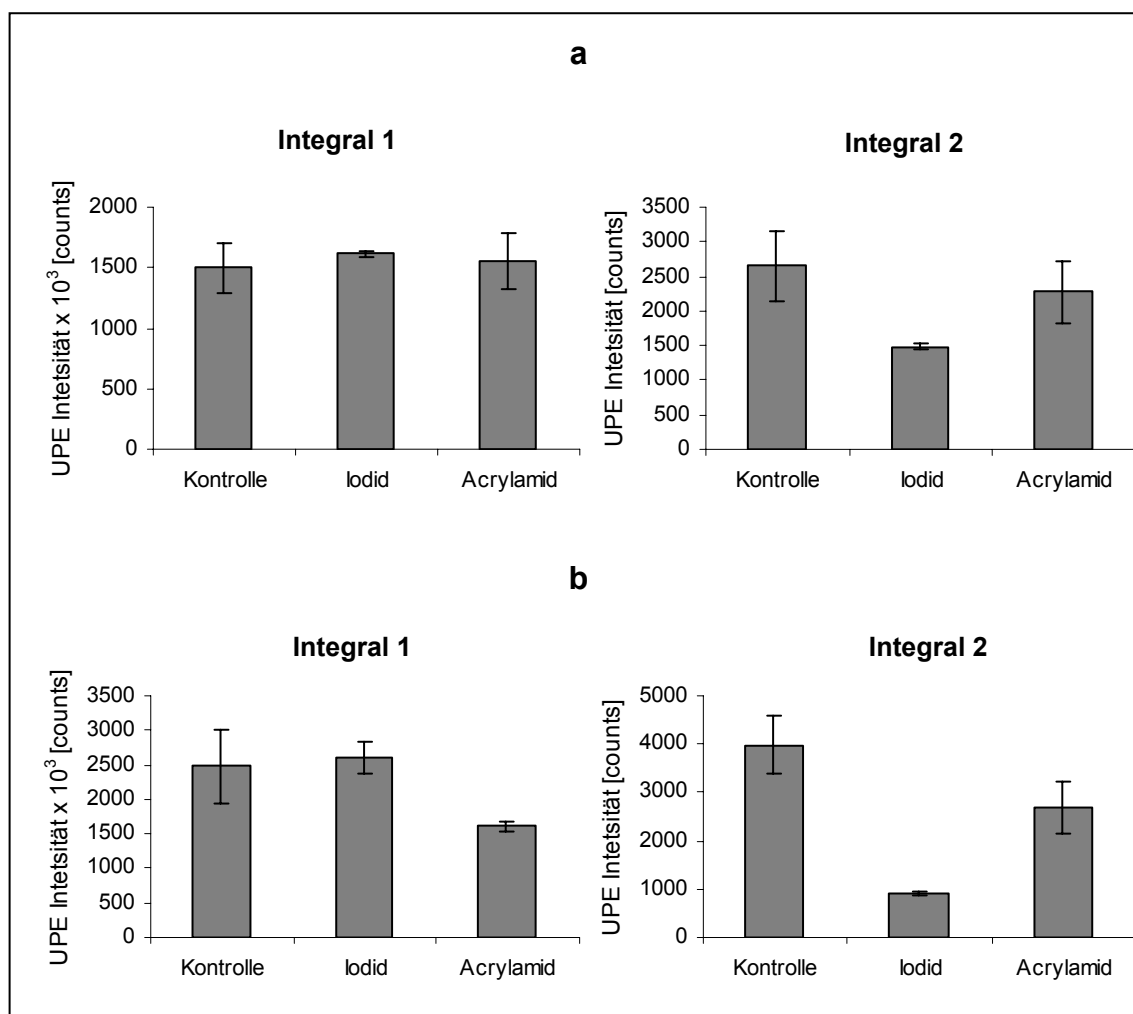 a
Integral 1
UPE Intetsität x 10³ [counts]
2000
1500
1000
500
0
Kontrolle Iodid Acrylamid
Integral 2
UPE Intetsität [counts]
3500
3000
2500
2000
1500
1000
500
0
Kontrolle Iodid Acrylamid
b
Integral 1
UPE Intetsität x 10³ [counts]
3500
3000
2500
2000
1500
1000
500
0
Kontrolle Iodid Acrylamid
Integral 2
UPE Intetsität [counts]
5000
4000
3000
2000
1000
0
Kontrolle Iodid Acrylamid